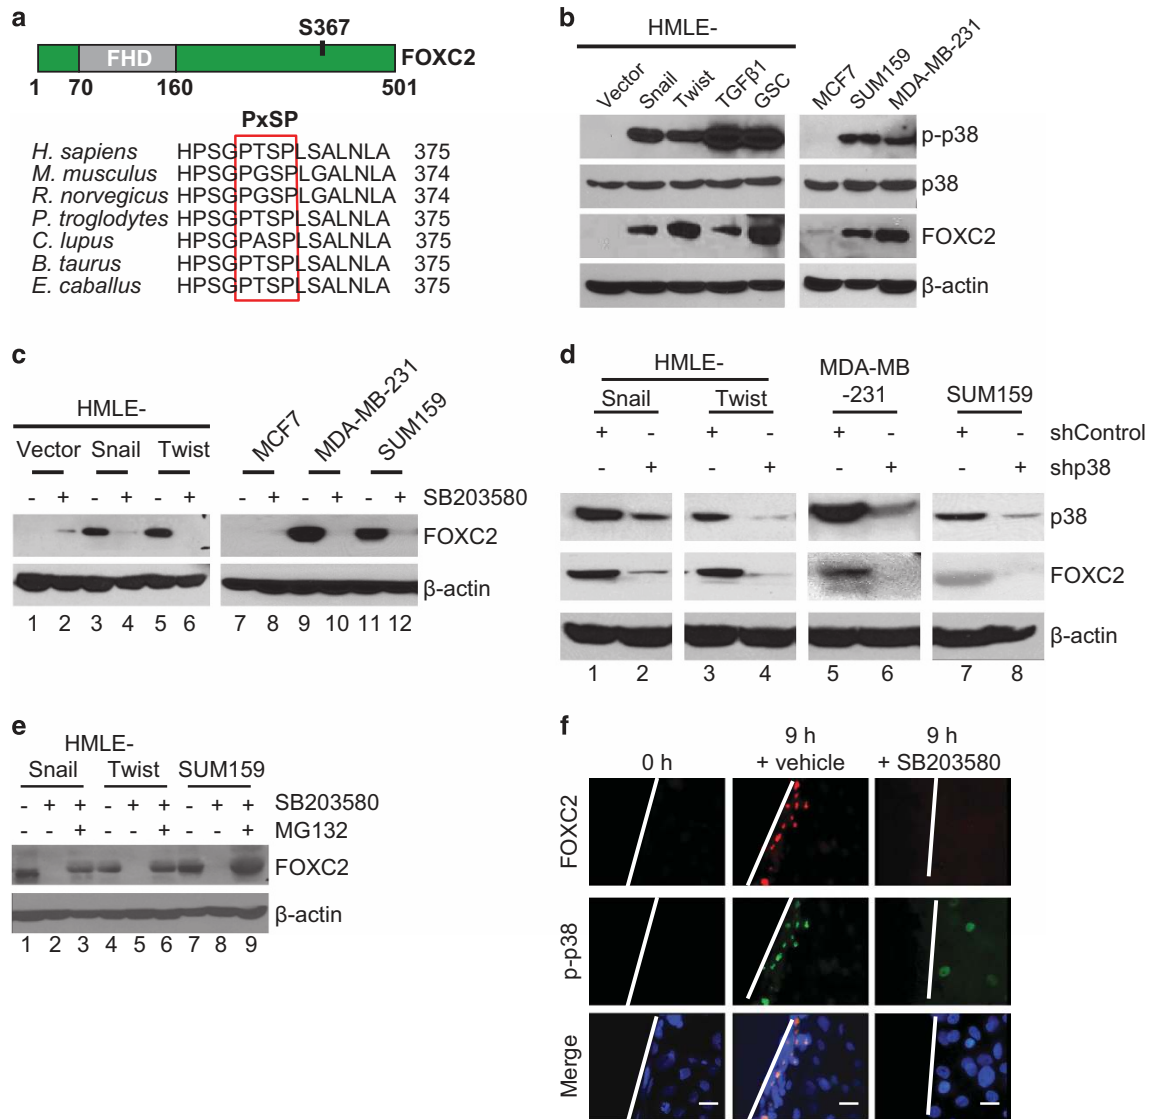 a
S367
FHD
FOXC2
1 70 160 501
PxSP
H. sapiens HPSGPTSPLSALNLA 375
M. musculus HPSGPGSPLGALNLA 374
R. norvegicus HPSGPGSPLGALNLA 374
P. troglodytes HPSGPTSPLSALNLA 375
C. lupus HPSGPASPLSALNLA 375
B. taurus HPSGPTSPLSALNLA 375
E. caballus HPSGPTSPLSALNLA 375
b
HMLE-
Vector Snail Twist TGFβ1 GSC MCF7 SUM159 MDA-MB-231
p-p38
p38
FOXC2
β-actin
c
HMLE-
Vector Snail Twist MCF7 MDA-MB-231 SUM159
- + - + - + - + - + - + SB203580
FOXC2
β-actin
1 2 3 4 5 6 7 8 9 10 11 12
d
HMLE-
Snail Twist
MDA-MB
-231
SUM159
+ - + - + - + - shControl
- + - + - + - + shp38
p38
FOXC2
β-actin
1 2 3 4 5 6 7 8
e
HMLE-
Snail Twist SUM159
- + + - + + - + + SB203580
- - + - - + - - + MG132
FOXC2
β-actin
1 2 3 4 5 6 7 8 9
f
0 h
9 h
+ vehicle
9 h
+ SB203580
FOXC2
p-p38
Merge